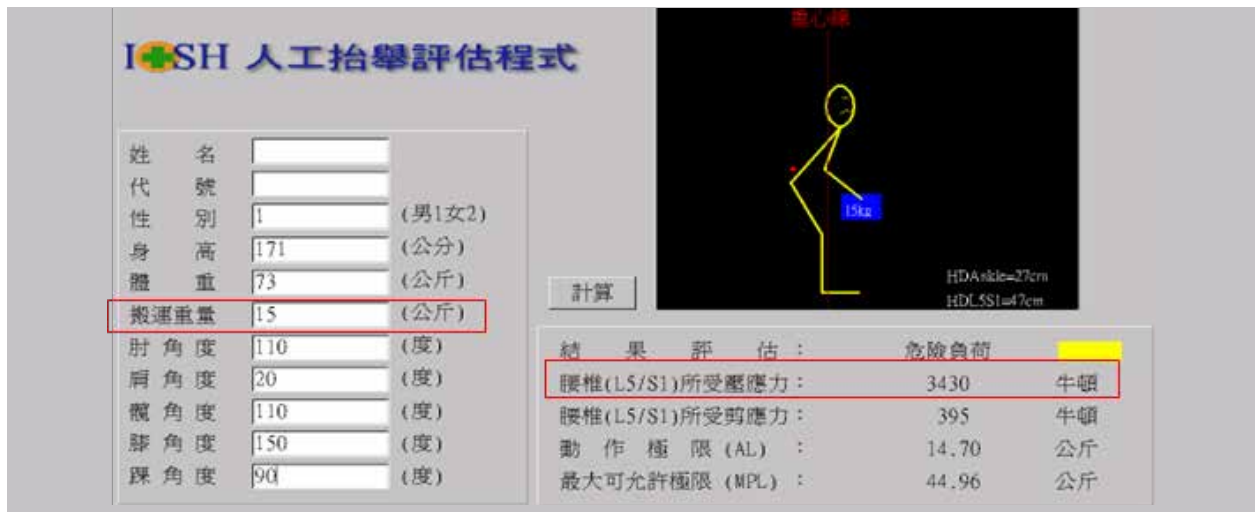 重心線
IOSH 人工抬舉評估程式
15kg
HDAnkle=27cm
HDL5S1=47cm
姓 名
代 號
性 別 1 (男1女2)
身 高 171 (公分)
體 重 73 (公斤)
搬運重量 15 (公斤)
肘 角 度 110 (度)
肩 角 度 20 (度)
髖 角 度 110 (度)
膝 角 度 150 (度)
踝 角 度 90 (度)
計算
結 果 評 估 : 危險負荷
腰椎(L5/S1)所受壓應力: 3430 牛頓
腰椎(L5/S1)所受剪應力: 395 牛頓
動 作 極 限 (AL) : 14.70 公斤
最大可允許極限 (MPL) : 44.96 公斤